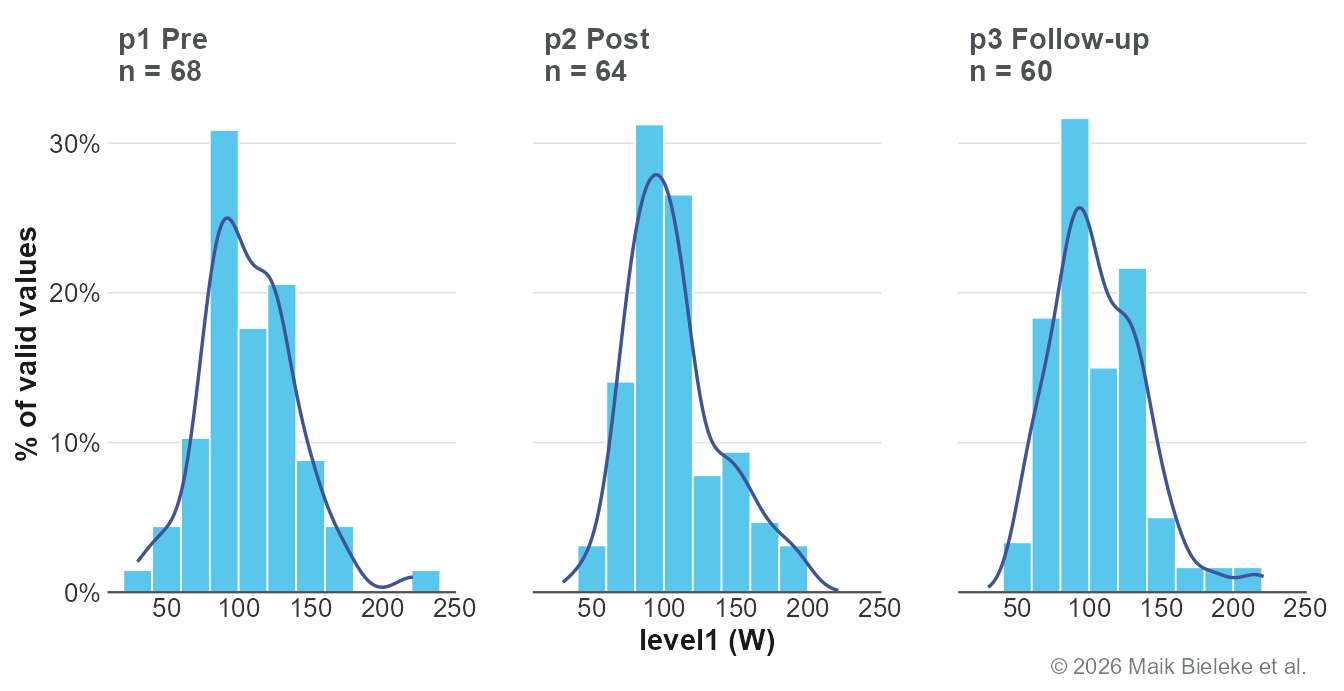 p1 Pre
n = 68
p2 Post
n = 64
p3 Follow-up
n = 60
% of valid values
30%
20%
10%
0%
50 100 150 200 250
50 100 150 200 250
50 100 150 200 250
level1 (W)
© 2026 Maik Bieleke et al.